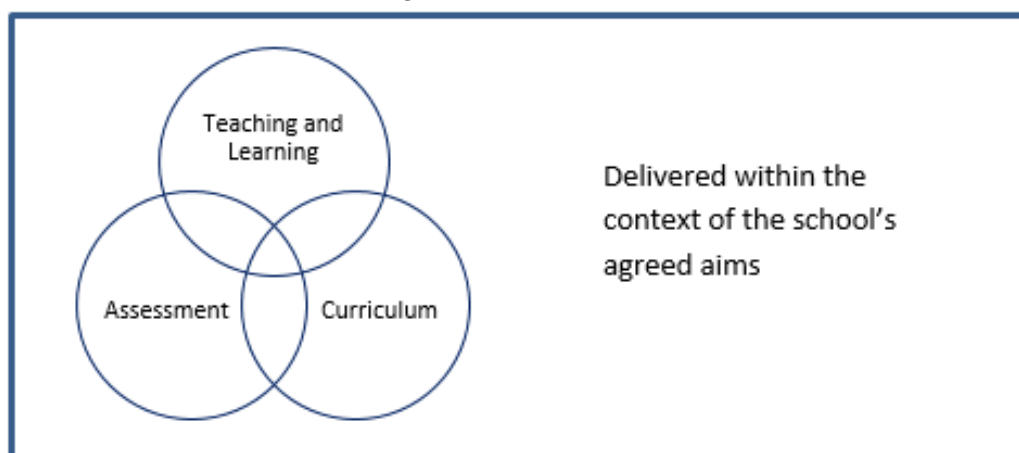 Teaching and
Learning
Assessment
Curriculum
Delivered within the
context of the school's
agreed aims